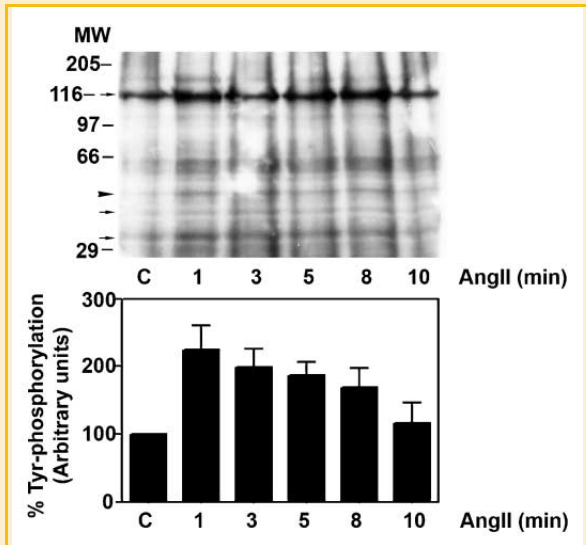 MW
205–
116–
97–
66–
29–
C 1 3 5 8 10 AngII (min)
% Tyr-phosphorylation
(Arbitrary units)
300
200
100
0
C 1 3 5 8 10 AngII (min)